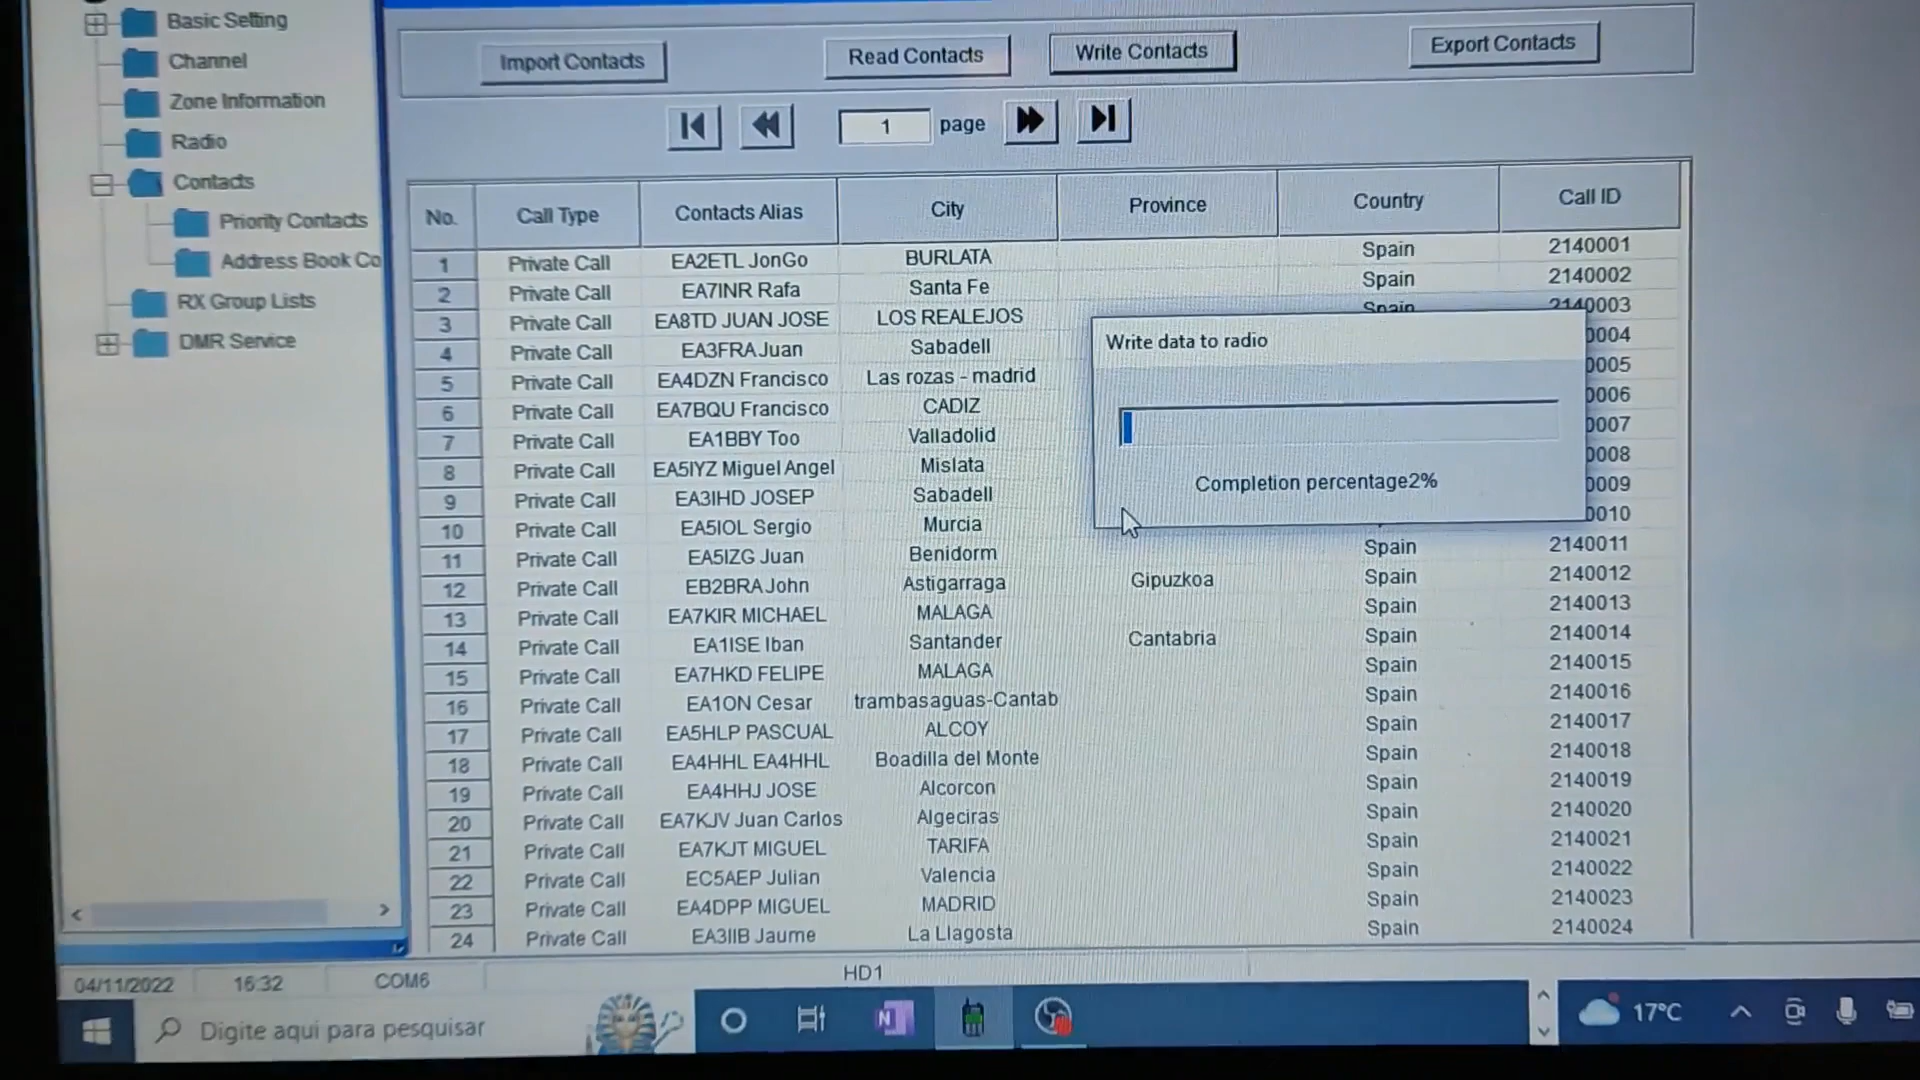 Basic Setting
Channel
Zone Information
Radio
Contacts
Priority Contacts
Address Book Co
RX Group Lists
DMR Service
Import Contacts Read Contacts Write Contacts Export Contacts
1 page
No. Call Type Contacts Alias City Province Country Call ID
1 Private Call EA2ETL JonGo BURLATA Spain 2140001
2 Private Call EA7INR Rafa Santa Fe Spain 2140002
3 Private Call EA8TD JUAN JOSE LOS REALEJOS Spain 2140003
4 Private Call EA3FRA Juan Sabadell 0004
5 Private Call EA4DZN Francisco Las rozas - madrid 0005
6 Private Call EA7BQU Francisco CADIZ 0006
7 Private Call EA1BBY Too Valladolid 0007
8 Private Call EA5IYZ Miguel Angel Mislata 0008
9 Private Call EA3IHD JOSEP Sabadell 0009
10 Private Call EA5IOL Sergio Murcia 0010
11 Private Call EA5IZG Juan Benidorm Spain 2140011
12 Private Call EB2BRA John Astigarraga Gipuzkoa Spain 2140012
13 Private Call EA7KIR MICHAEL MALAGA Spain 2140013
14 Private Call EA1ISE Iban Santander Cantabria Spain 2140014
15 Private Call EA7HKD FELIPE MALAGA Spain 2140015
16 Private Call EA1ON Cesar trambasaguas-Cantab Spain 2140016
17 Private Call EA5HLP PASCUAL ALCOY Spain 2140017
18 Private Call EA4HHL EA4HHL Boadilla del Monte Spain 2140018
19 Private Call EA4HHJ JOSE Alcorcon Spain 2140019
20 Private Call EA7KJV Juan Carlos Algeciras Spain 2140020
21 Private Call EA7KJT MIGUEL TARIFA Spain 2140021
22 Private Call EC5AEP Julian Valencia Spain 2140022
23 Private Call EA4DPP MIGUEL MADRID Spain 2140023
24 Private Call EA3IIB Jaume La Llagosta Spain 2140024
Write data to radio
Completion percentage2%
04/11/2022 16:32 COM6 HD1
Digite aqui para pesquisar
N
17°C